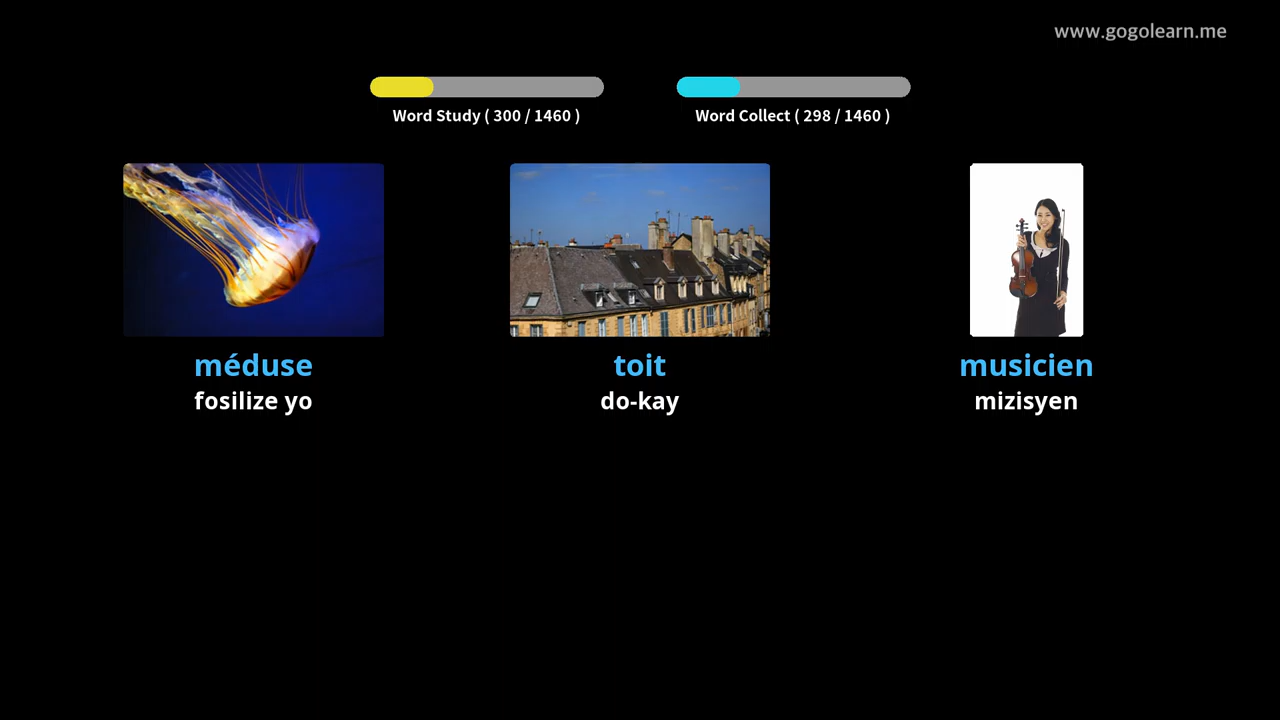 www.gogolearn.me
Word Study ( 300 / 1460 )
Word Collect ( 298 / 1460 )
méduse
fosilize yo
toit
do-kay
musicien
mizisyen